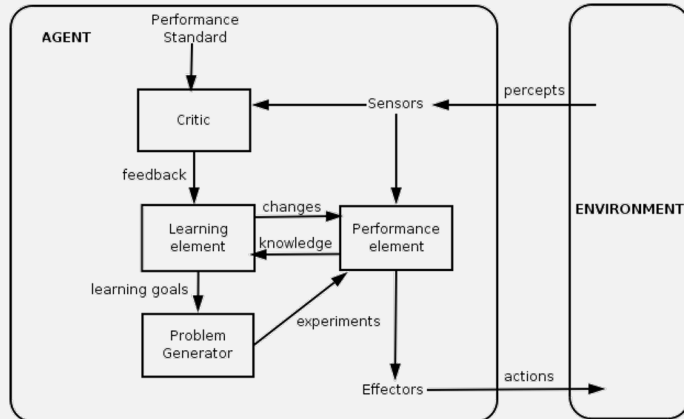 Performance
Standard
AGENT
percepts
Sensors
Critic
feedback
changes
Learning
element
Performance
element
ENVIRONMENT
knowledge
learning goals
experiments
Problem
Generator
actions
Effectors